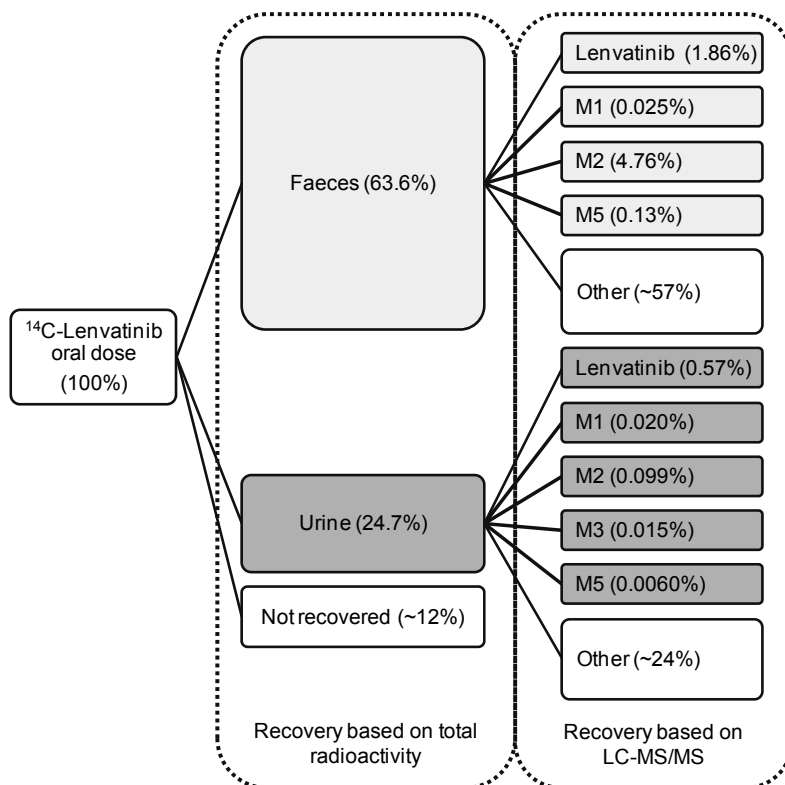 ¹⁴C-Lenvatinib
oral dose
(100%)
Faeces (63.6%)
Urine (24.7%)
Not recovered (~12%)
Recovery based on total
radioactivity
Lenvatinib (1.86%)
M1 (0.025%)
M2 (4.76%)
M5 (0.13%)
Other (~57%)
Lenvatinib (0.57%)
M1 (0.020%)
M2 (0.099%)
M3 (0.015%)
M5 (0.0060%)
Other (~24%)
Recovery based on
LC-MS/MS